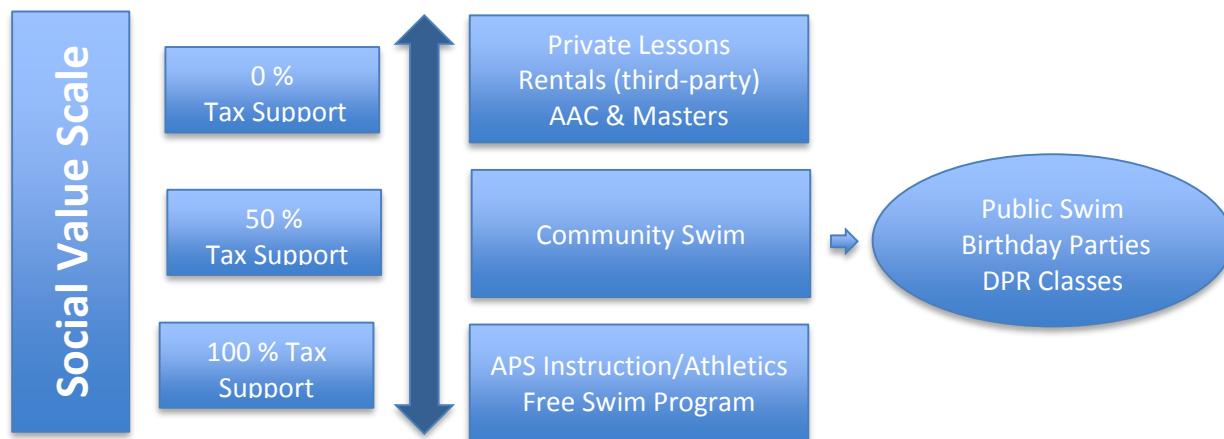 Social Value Scale
0 %
Tax Support
Private Lessons
Rentals (third-party)
AAC & Masters
50 %
Tax Support
Community Swim
Public Swim
Birthday Parties
DPR Classes
100 % Tax
Support
APS Instruction/Athletics
Free Swim Program